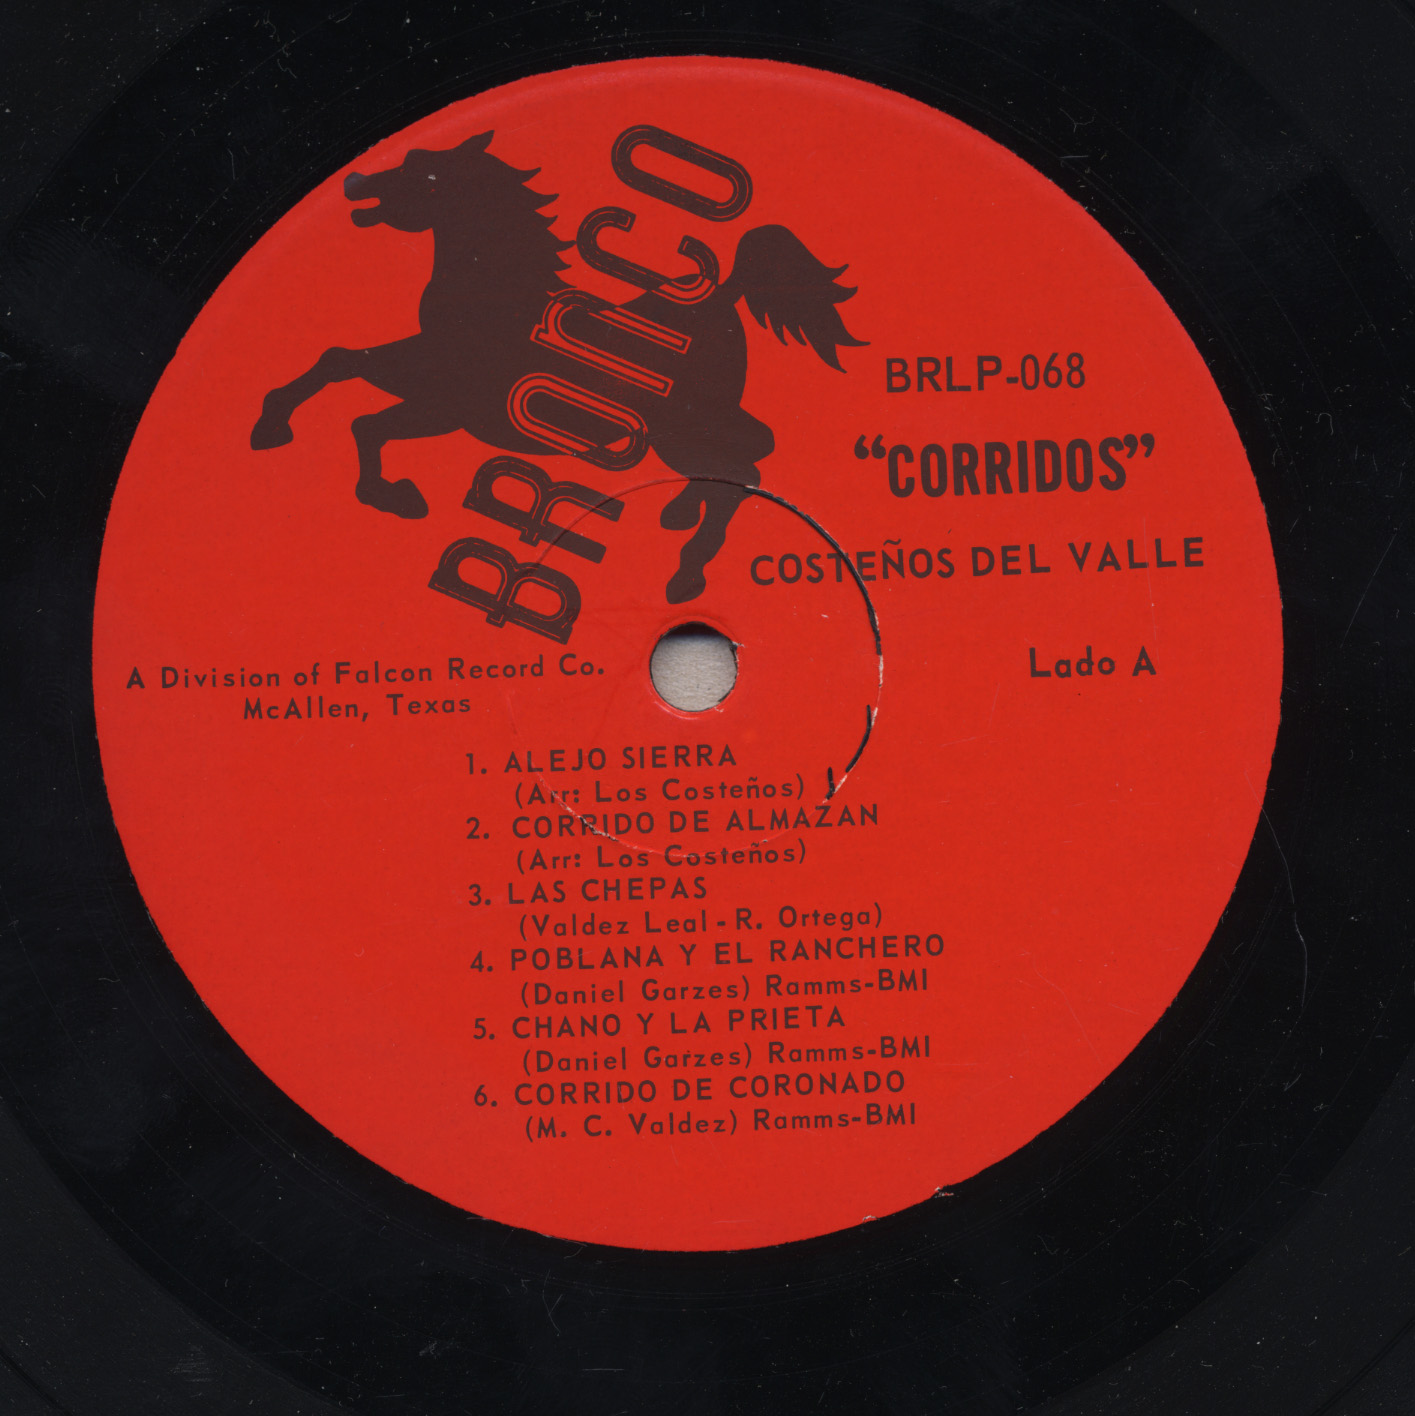 BRONCO
BRLP-068
“CORRIDOS”
COSTEÑOS DEL VALLE
A Division of Falcon Record Co.
McAllen, Texas
Lado A
1. ALEJO SIERRA
(Arr: Los Costeños)
2. CORRIDO DE ALMAZAN
(Arr: Los Costeños)
3. LAS CHEPAS
(Valdez Leal - R. Ortega)
4. POBLANA Y EL RANCHERO
(Daniel Garzes) Ramms-BMI
5. CHANO Y LA PRIETA
(Daniel Garzes) Ramms-BMI
6. CORRIDO DE CORONADO
(M. C. Valdez) Ramms-BMI